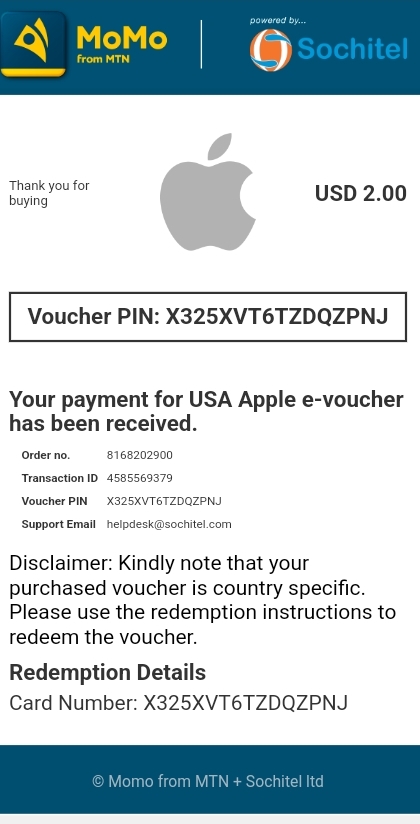 MoMo
from MTN
powered by...
Sochitel
Thank you for
buying
USD 2.00
Voucher PIN: X325XVT6TZDQZPNJ
Your payment for USA Apple e-voucher
has been received.
Order no. 8168202900
Transaction ID 4585569379
Voucher PIN X325XVT6TZDQZPNJ
Support Email helpdesk@sochitel.com
Disclaimer: Kindly note that your
purchased voucher is country specific.
Please use the redemption instructions to
redeem the voucher.
Redemption Details
Card Number: X325XVT6TZDQZPNJ
© Momo from MTN + Sochitel ltd